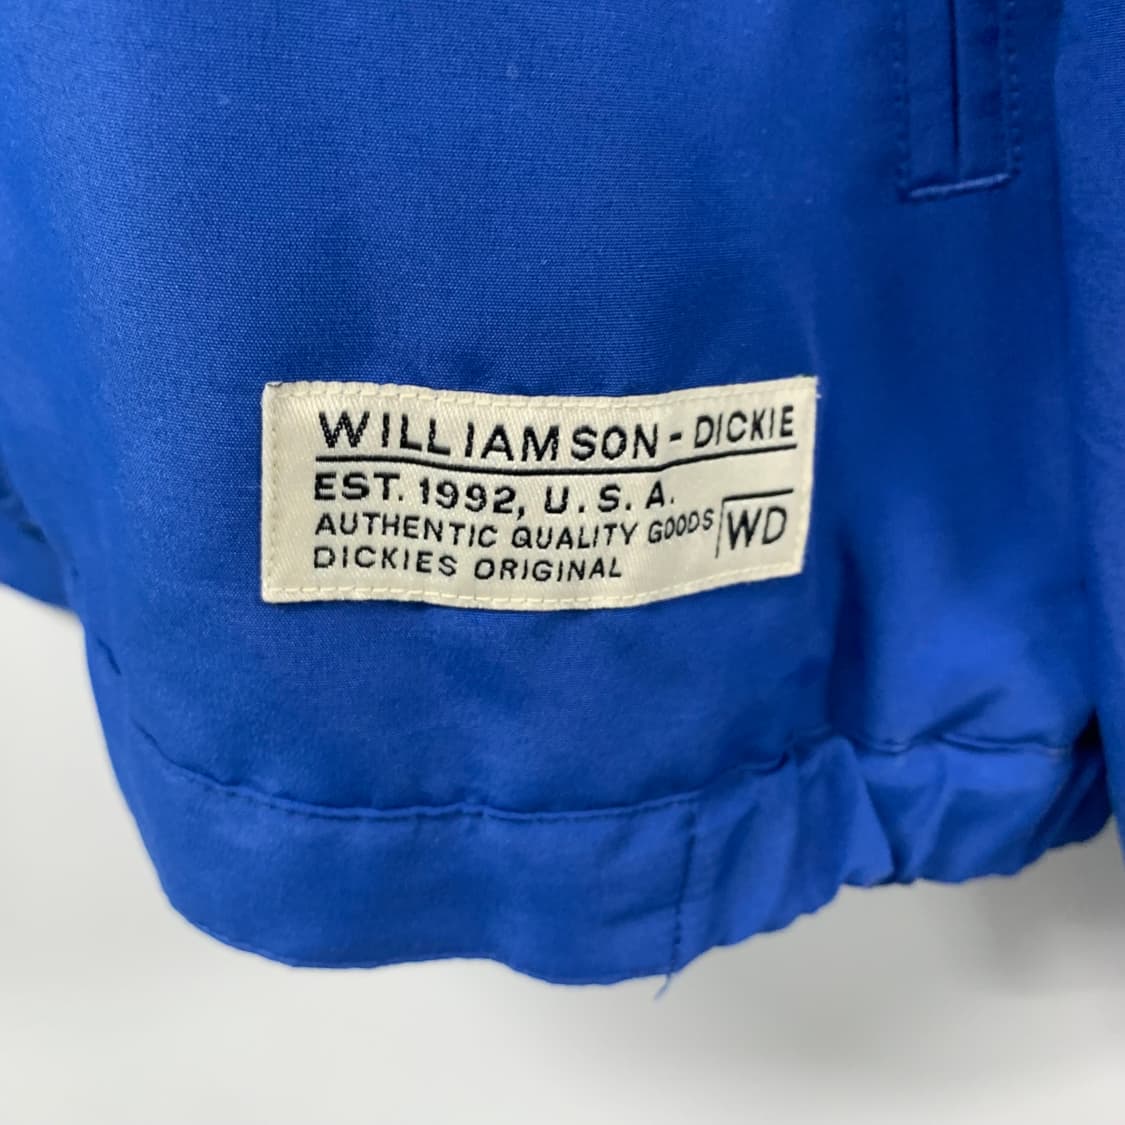 WILLIAMSON - DICKIE
EST. 1992, U.S.A.
AUTHENTIC QUALITY GOODS
DICKIES ORIGINAL
WD